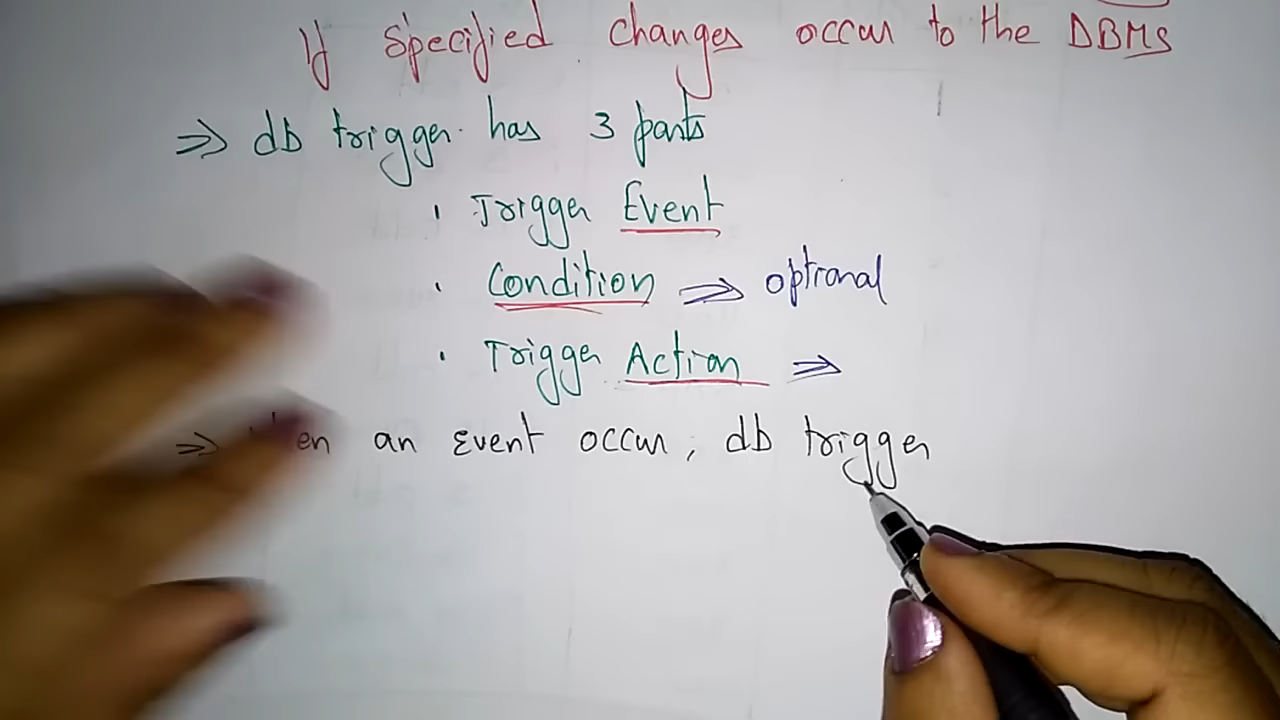 If specified changes occur to the DBMS
⇒ db trigger has 3 parts
· Trigger Event
· Condition ⇒ optional
· Trigger Action ⇒
⇒ an Event occur, db trigger